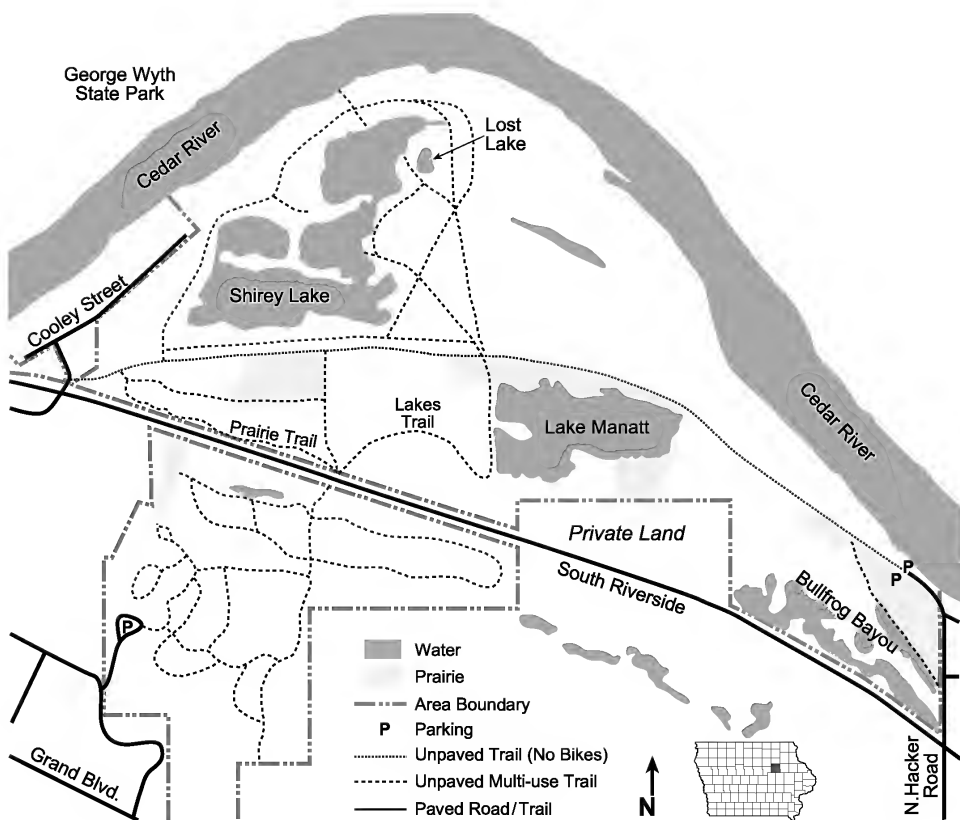 George Wyth
State Park
Cedar River
Lost
Lake
Cooley Street
Shirey Lake
Cedar River
Prairie Trail
Lakes
Trail
Lake Manatt
Private Land
South Riverside
P
P
Bullfrog Bayou
P
Grand Blvd.
N.Hacker
Road
Water
Prairie
Area Boundary
P Parking
Unpaved Trail (No Bikes)
Unpaved Multi-use Trail
Paved Road/Trail
N